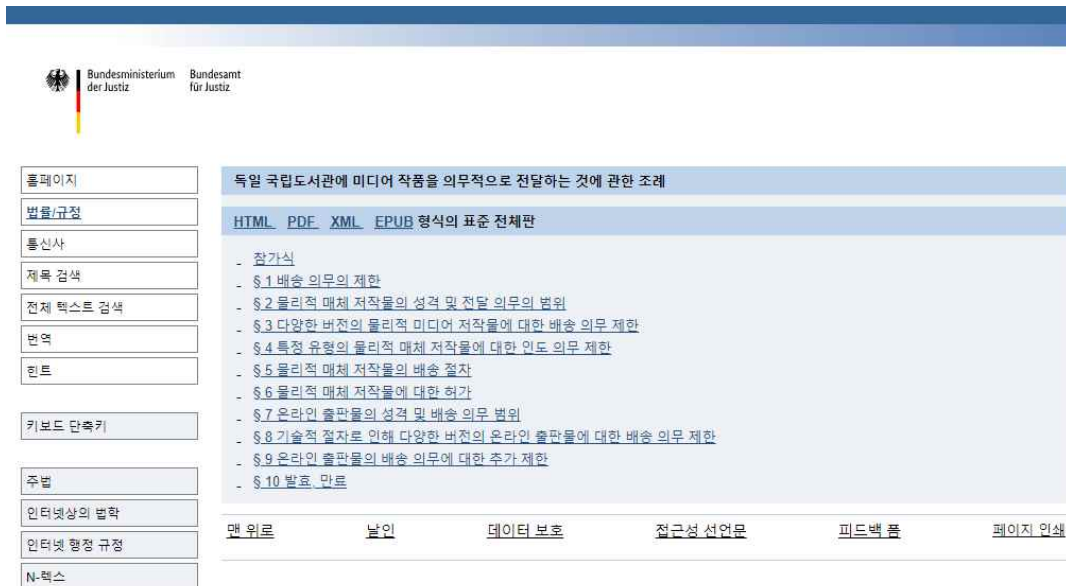 Bundesministerium
der Justiz
Bundesamt
für Justiz
홈페이지
법률/규정
통신사
제목 검색
전체 텍스트 검색
번역
힌트
키보드 단축키
주법
인터넷상의 법학
인터넷 행정 규정
N-렉스
독일 국립도서관에 미디어 작품을 의무적으로 전달하는 것에 관한 조례
HTML PDF XML EPUB 형식의 표준 전체판
참가식
§ 1 배송 의무의 제한
§ 2 물리적 매체 저작물의 성격 및 전달 의무의 범위
§ 3 다양한 버전의 물리적 미디어 저작물에 대한 배송 의무 제한
§ 4 특정 유형의 물리적 매체 저작물에 대한 인도 의무 제한
§ 5 물리적 매체 저작물의 배송 절차
§ 6 물리적 매체 저작물에 대한 허가
§ 7 온라인 출판물의 성격 및 배송 의무 범위
§ 8 기술적 절차로 인해 다양한 버전의 온라인 출판물에 대한 배송 의무 제한
§ 9 온라인 출판물의 배송 의무에 대한 추가 제한
§ 10 발효, 만료
맨 위로 날인 데이터 보호 접근성 선언문 피드백 폼 페이지 인쇄